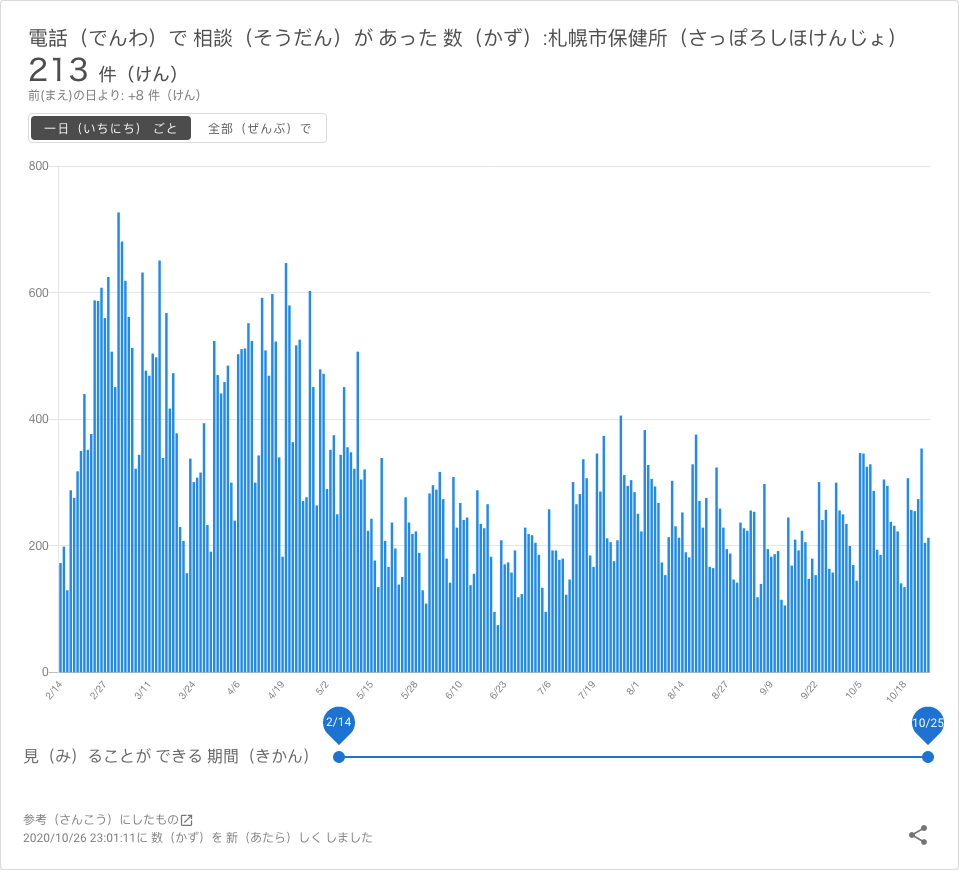 電話（でんわ）で 相談（そうだん）が あった 数（かず）:札幌市保健所（さっぽろしほけんじょ）
213 件（けん）
前(まえ)の日より: +8 件（けん）
一日（いちにち） ごと 全部（ぜんぶ）で
800
600
400
200
0
2/14 2/27 3/11 3/24 4/6 4/19 5/2 5/15 5/28 6/10 6/23 7/6 7/19 8/1 8/14 8/27 9/9 9/22 10/5 10/18
2/14 10/25
見（み）ることが できる 期間（きかん）
参考（さんこう）にしたもの
2020/10/26 23:01:11に 数（かず）を 新（あたら）しく しました